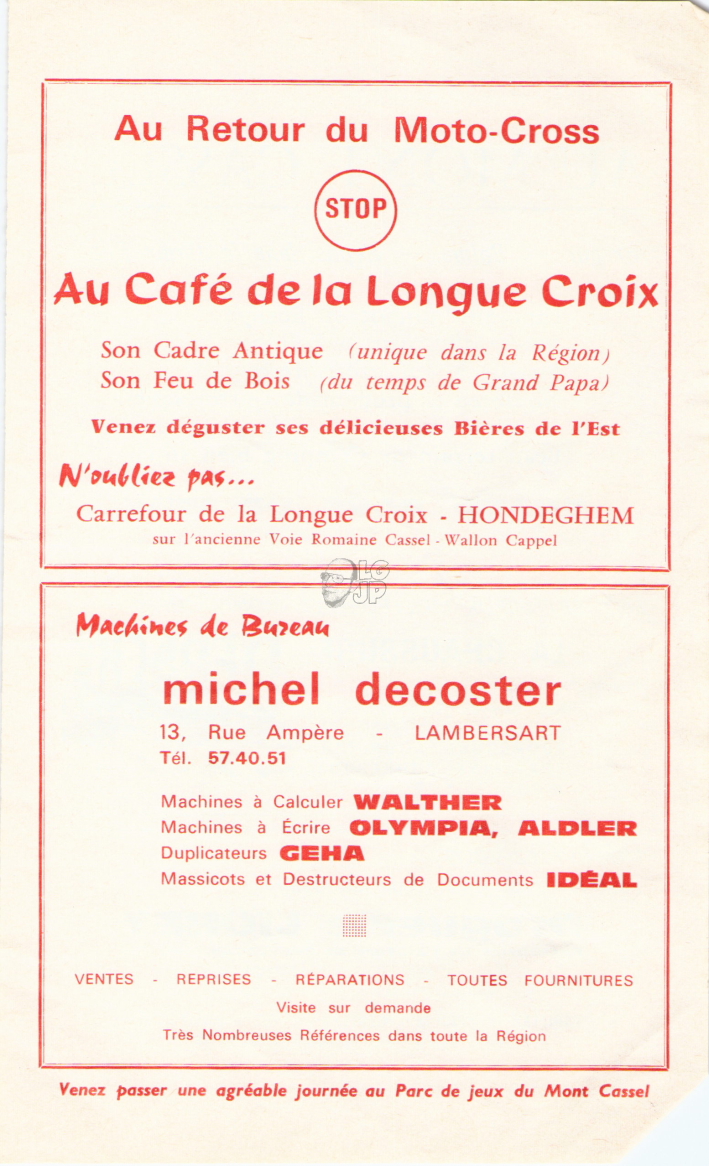 Au Retour du Moto-Cross
STOP
Au Café de la Longue Croix
Son Cadre Antique (unique dans la Région)
Son Feu de Bois (du temps de Grand Papa)
Venez déguster ses délicieuses Bières de l'Est
N'oubliez pas...
Carrefour de la Longue Croix - HONDEGHEM
sur l'ancienne Voie Romaine Cassel - Wallon Cappel
LG
JP
Machines de Bureau
michel decoster
13, Rue Ampère - LAMBERSART
Tél. 57.40.51
Machines à Calculer WALTHER
Machines à Écrire OLYMPIA, ALDLER
Duplicateurs GEHA
Massicots et Destructeurs de Documents IDÉAL
VENTES - REPRISES - RÉPARATIONS - TOUTES FOURNITURES
Visite sur demande
Très Nombreuses Références dans toute la Région
Venez passer une agréable journée au Parc de jeux du Mont Cassel